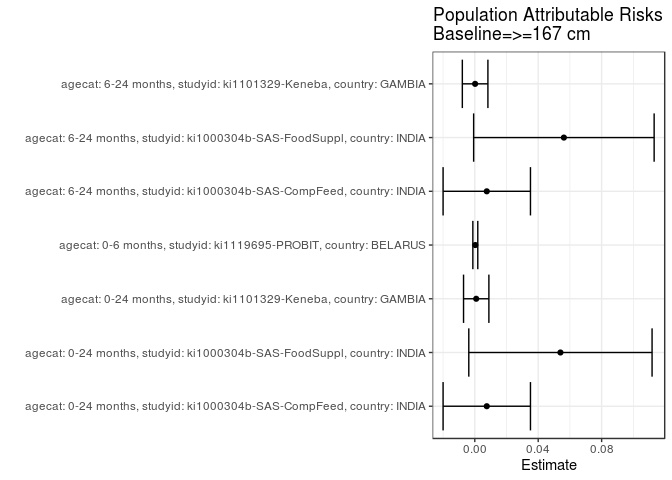 Population Attributable Risks
Baseline=>=167 cm
agecat: 6-24 months, studyid: ki1101329-Keneba, country: GAMBIA
agecat: 6-24 months, studyid: ki1000304b-SAS-FoodSuppl, country: INDIA
agecat: 6-24 months, studyid: ki1000304b-SAS-CompFeed, country: INDIA
agecat: 0-6 months, studyid: ki1119695-PROBIT, country: BELARUS
agecat: 0-24 months, studyid: ki1101329-Keneba, country: GAMBIA
agecat: 0-24 months, studyid: ki1000304b-SAS-FoodSuppl, country: INDIA
agecat: 0-24 months, studyid: ki1000304b-SAS-CompFeed, country: INDIA
0.00 0.04 0.08
Estimate